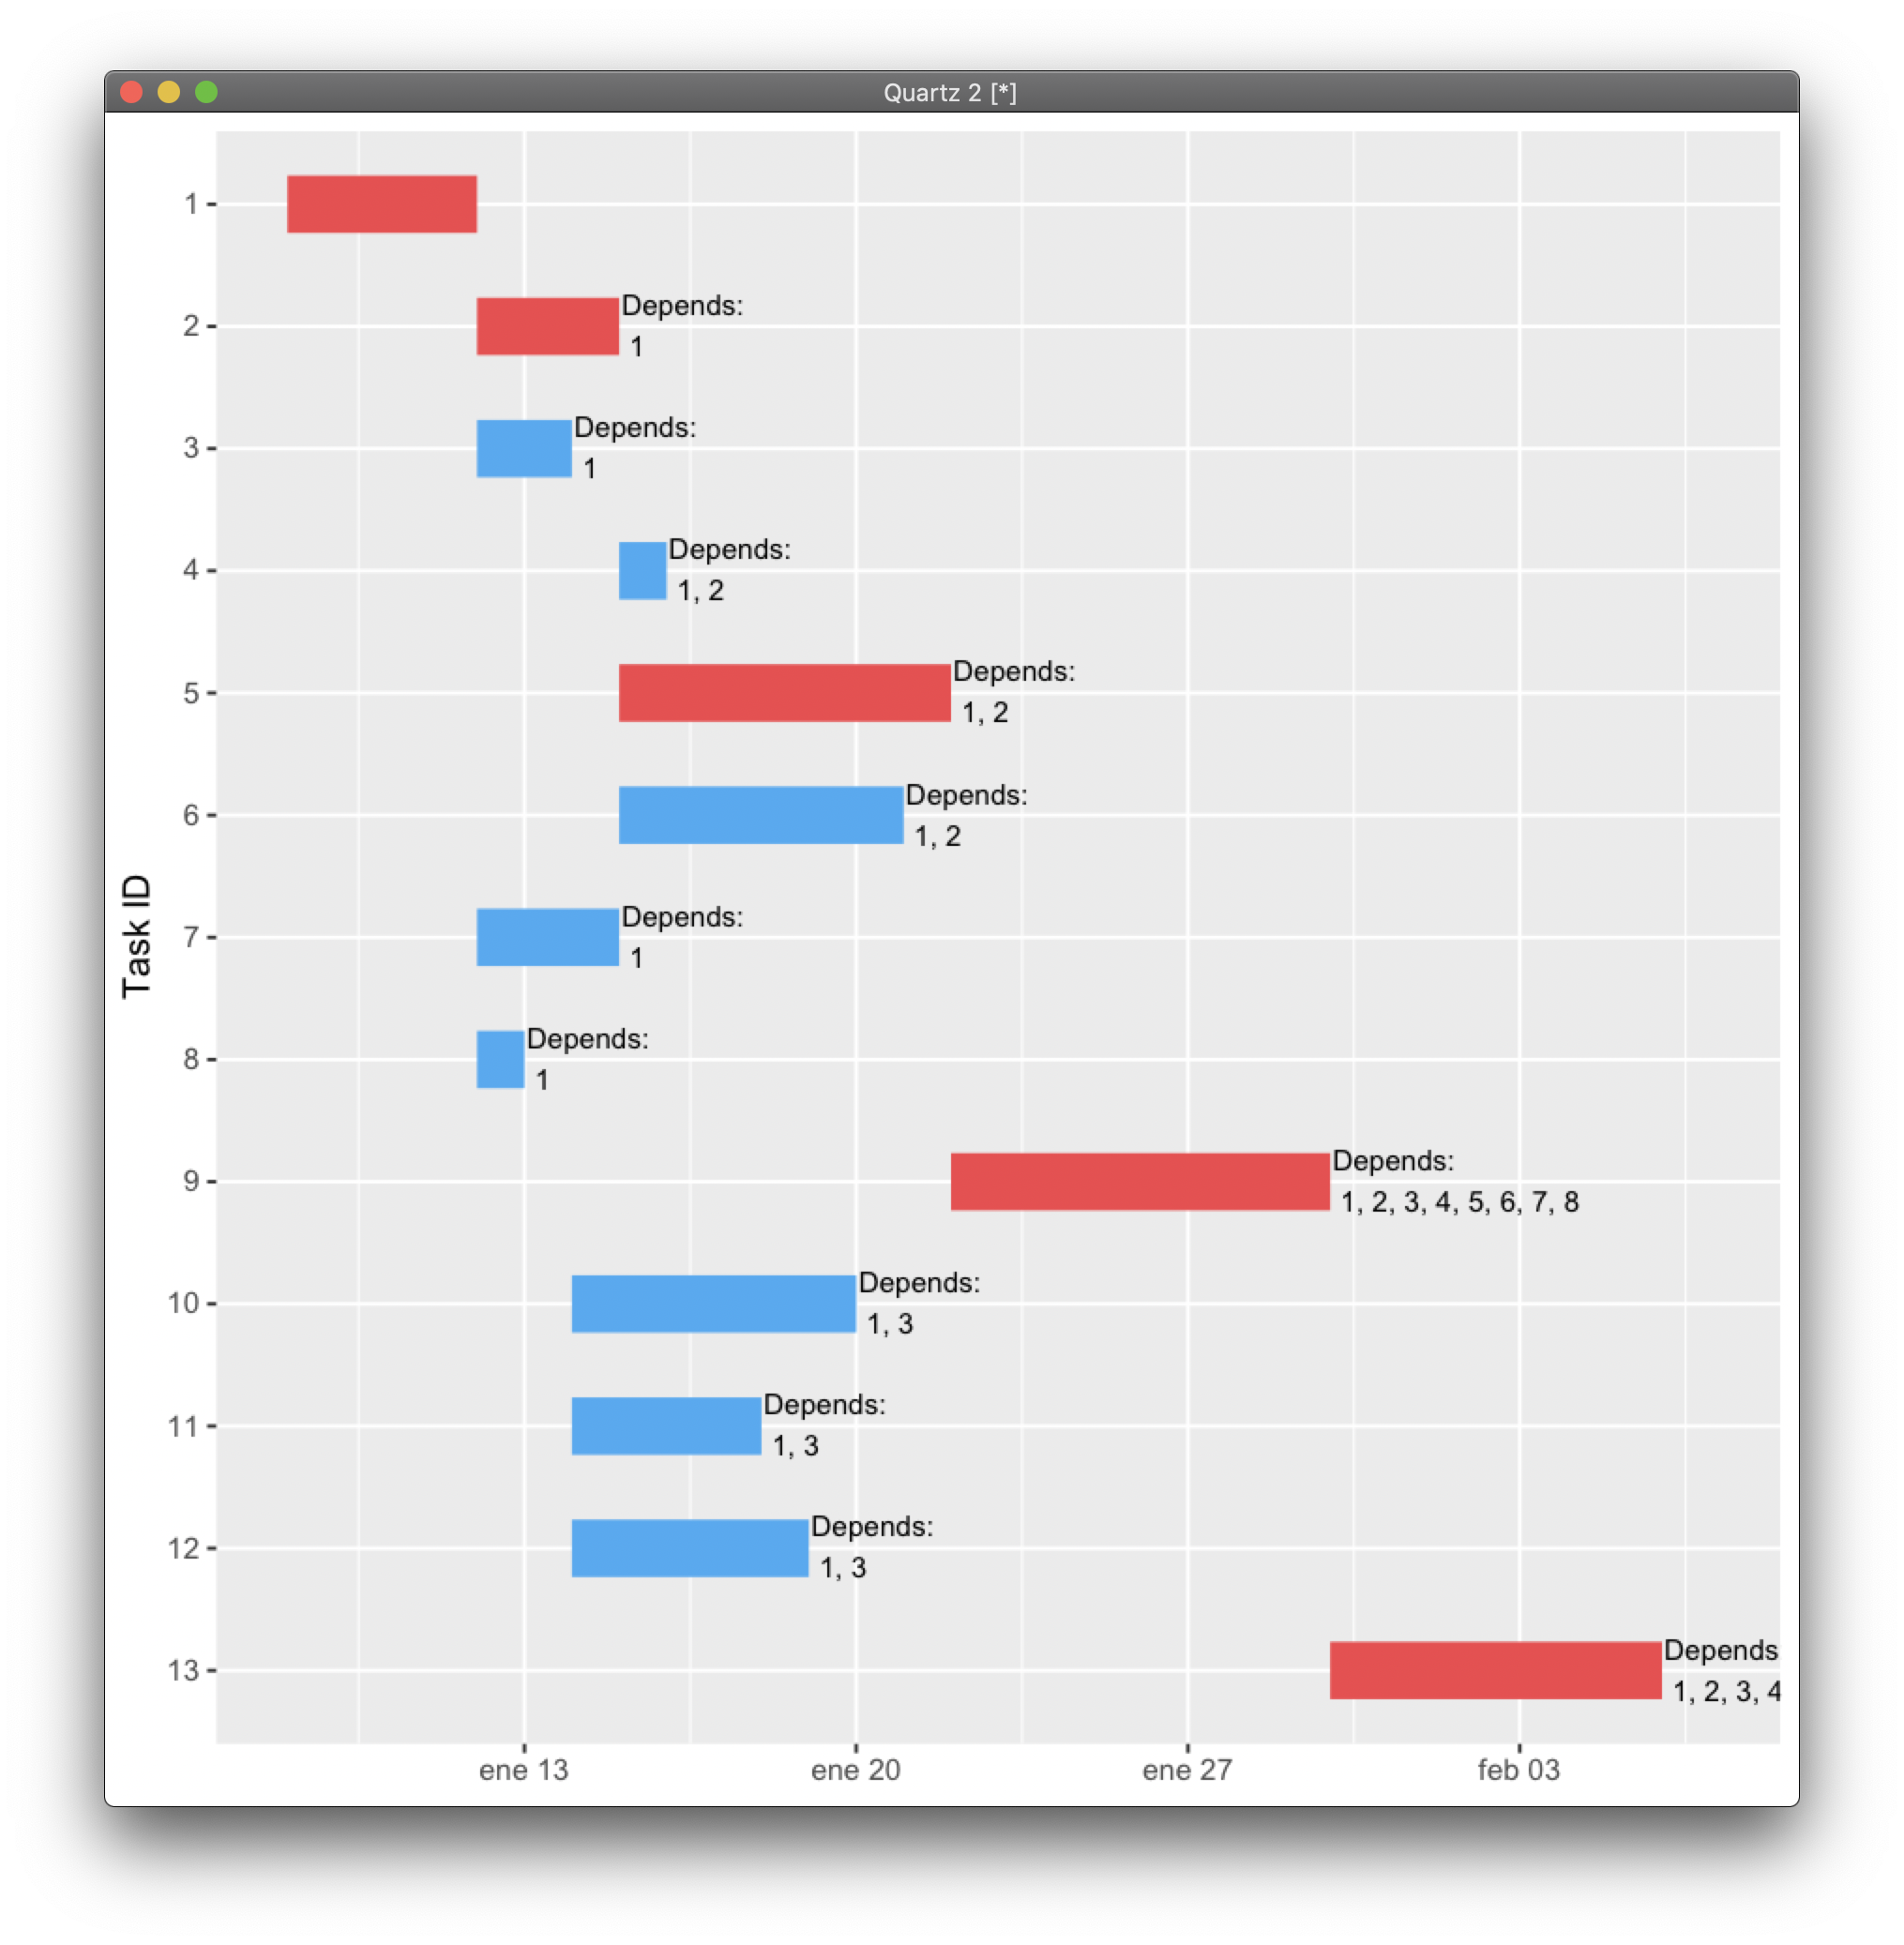 Quartz 2 [*]
Task ID
1
2
Depends:
1
3
Depends:
1
4
Depends:
1, 2
5
Depends:
1, 2
6
Depends:
1, 2
7
Depends:
1
8
Depends:
1
9
Depends:
1, 2, 3, 4, 5, 6, 7, 8
10
Depends:
1, 3
11
Depends:
1, 3
12
Depends:
1, 3
13
Depends
1, 2, 3, 4
ene 13 ene 20 ene 27 feb 03